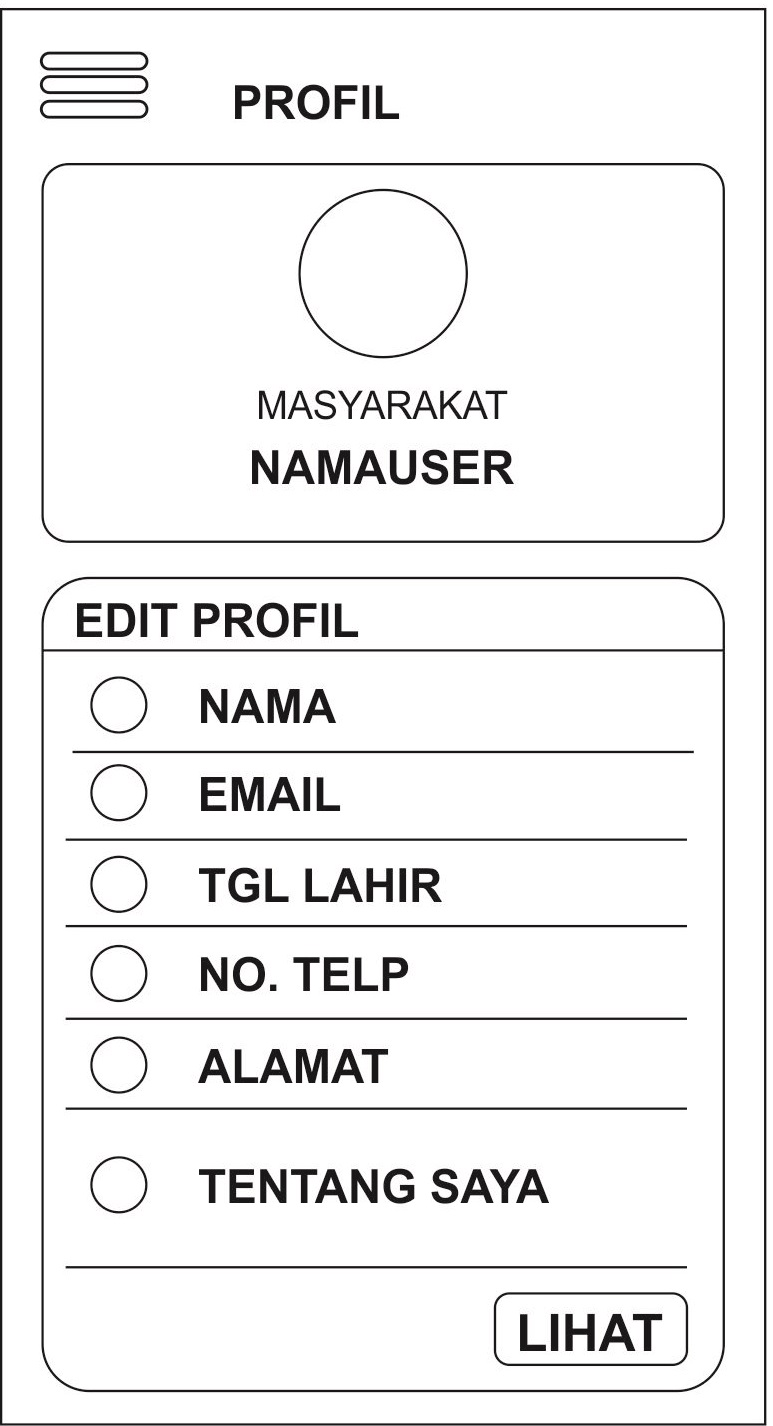 PROFIL
MASYARAKAT
NAMAUSER
EDIT PROFIL
NAMA
EMAIL
TGL LAHIR
NO. TELP
ALAMAT
TENTANG SAYA
LIHAT